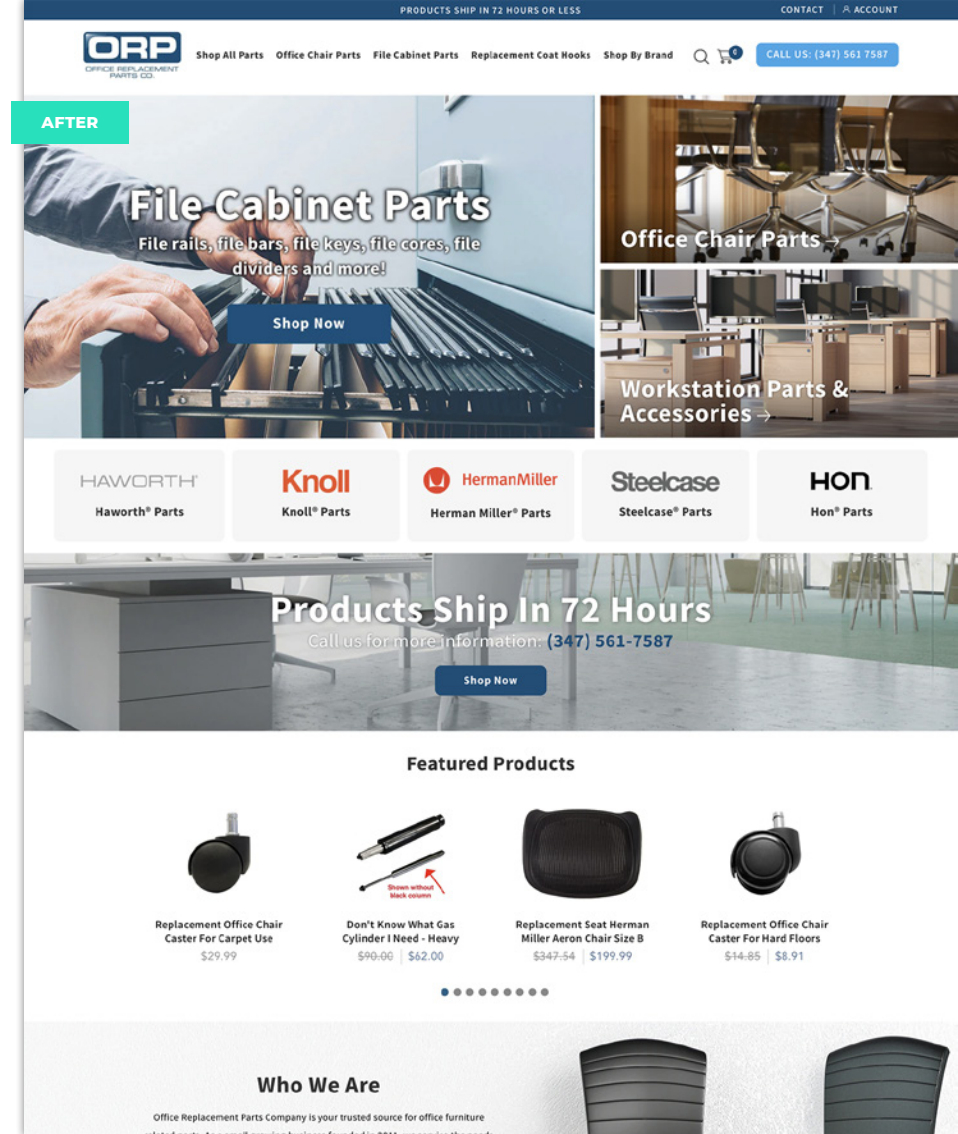 PRODUCTS SHIP IN 72 HOURS OR LESS
CONTACT
ACCOUNT
ORP
OFFICE REPLACEMENT
PARTS CO.
Shop All Parts
Office Chair Parts
File Cabinet Parts
Replacement Coat Hooks
Shop By Brand
0
CALL US: (347) 561 7587
AFTER
File Cabinet Parts
File rails, file bars, file keys, file cores, file
dividers and more!
Shop Now
Office Chair Parts→
Workstation Parts &
Accessories→
HAWORTH®
Haworth® Parts
Knoll
Knoll® Parts
HermanMiller
Herman Miller® Parts
Steelcase
Steelcase® Parts
HON
Hon® Parts
Products Ship In 72 Hours
Call us for more information: (347) 561-7587
Shop Now
Featured Products
Replacement Office Chair
Caster For Carpet Use
$29.99
Shown without
black column
Don't Know What Gas
Cylinder I Need - Heavy
$90.00 | $62.00
Replacement Seat Herman
Miller Aeron Chair Size B
$347.54 | $199.99
Replacement Office Chair
Caster For Hard Floors
$14.85 | $8.91
Who We Are
Office Replacement Parts Company is your trusted source for office furniture